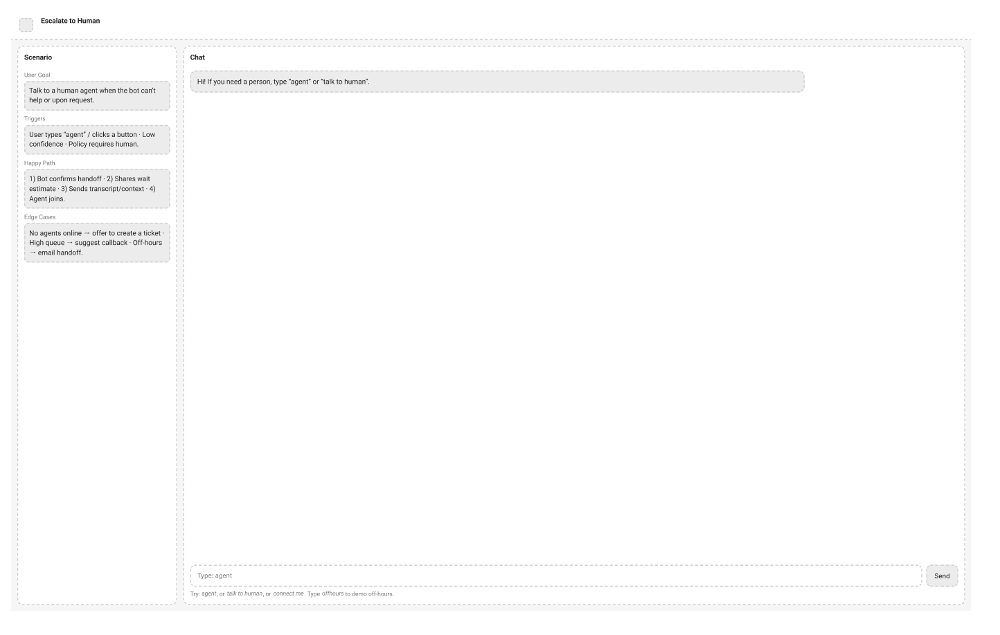 Escalate to Human
Scenario
User Goal
Talk to a human agent when the bot can't
help or upon request.
Triggers
User types “agent” / clicks a button · Low
confidence · Policy requires human.
Happy Path
1) Bot confirms handoff · 2) Shares wait
estimate · 3) Sends transcript/context · 4)
Agent joins.
Edge Cases
No agents online → offer to create a ticket ·
High queue → suggest callback · Off-hours
→ email handoff.
Chat
Hi! If you need a person, type “agent” or “talk to human”.
Type: agent
Send
Try: agent, or talk to human, or connect me. Type offhours to demo off-hours.